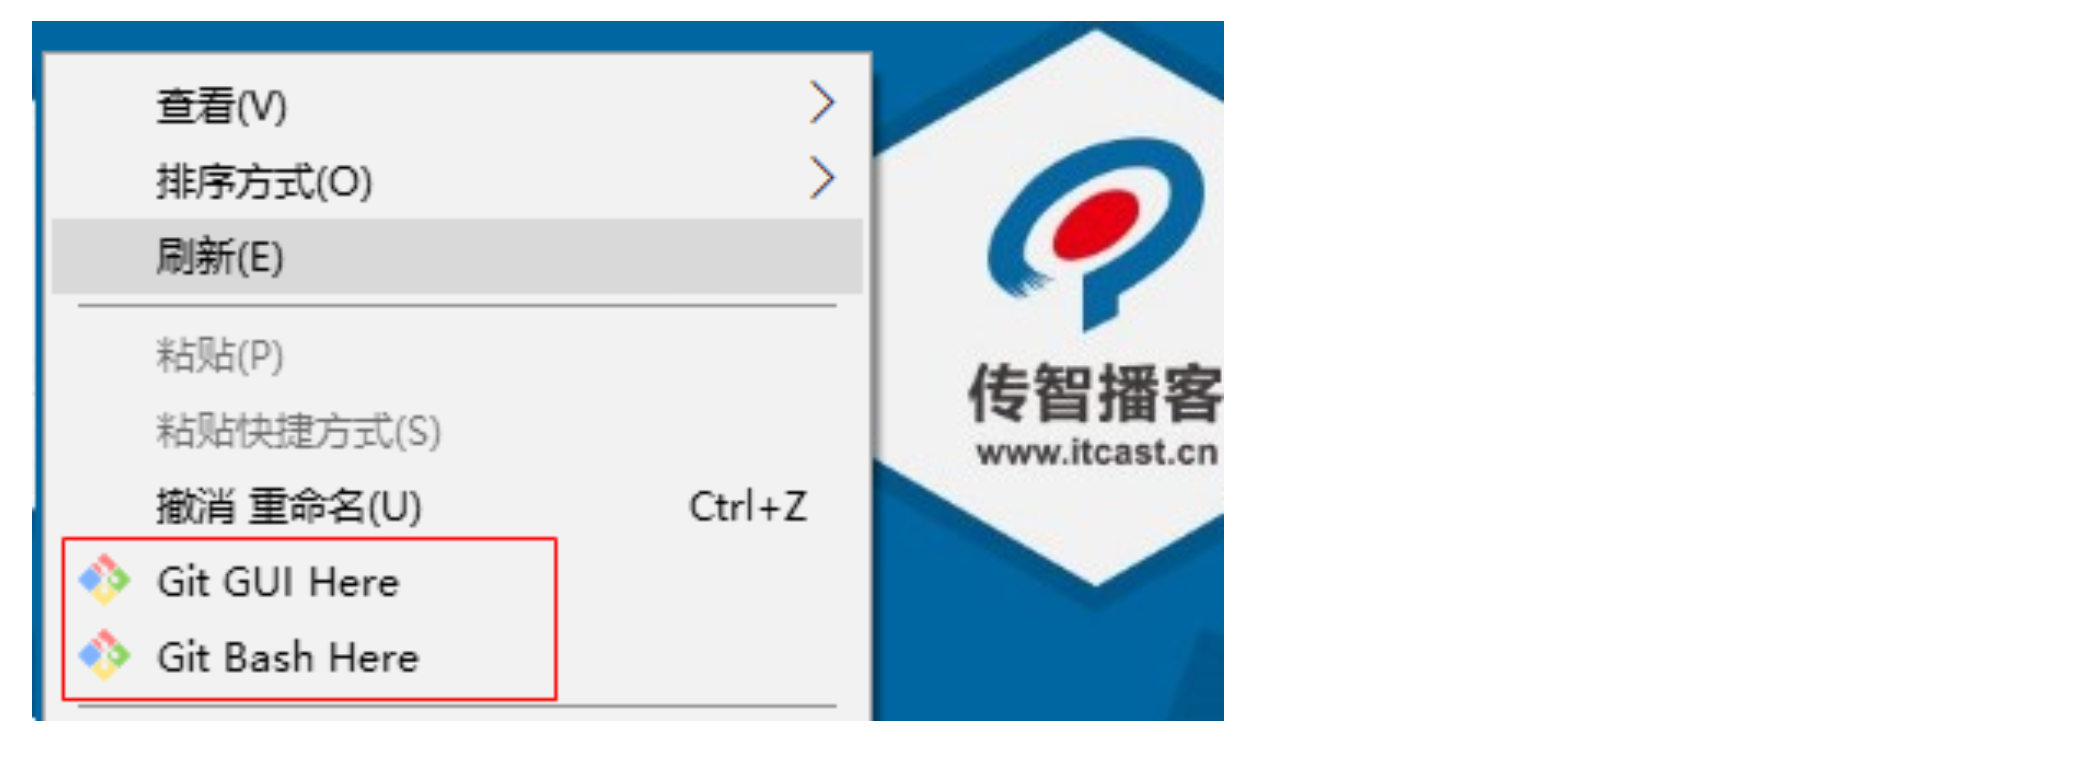 查看(V)
排序方式(O)
刷新(E)
粘贴(P)
粘贴快捷方式(S)
撤消 重命名(U) Ctrl+Z
Git GUI Here
Git Bash Here
传智播客
www.itcast.cn